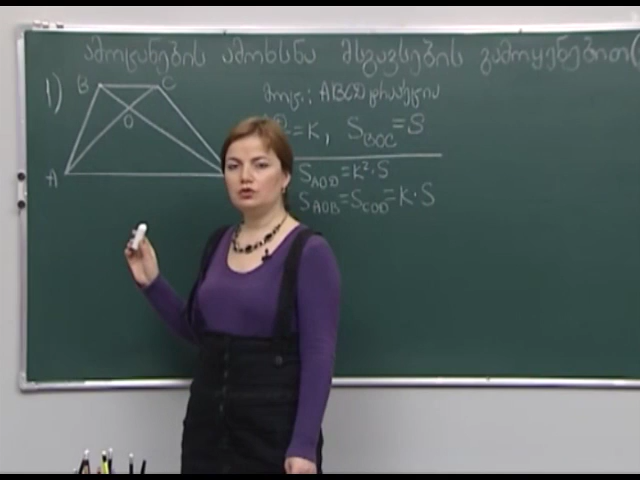 ამოცანების ამოხსნა მსგავსების გამოყენებით(
1)
B C
O
A
მოც.: ABCD ტრაპეცია
=K, S_BOC=S
S_AOD=K²·S
S_AOB=S_COD=K·S